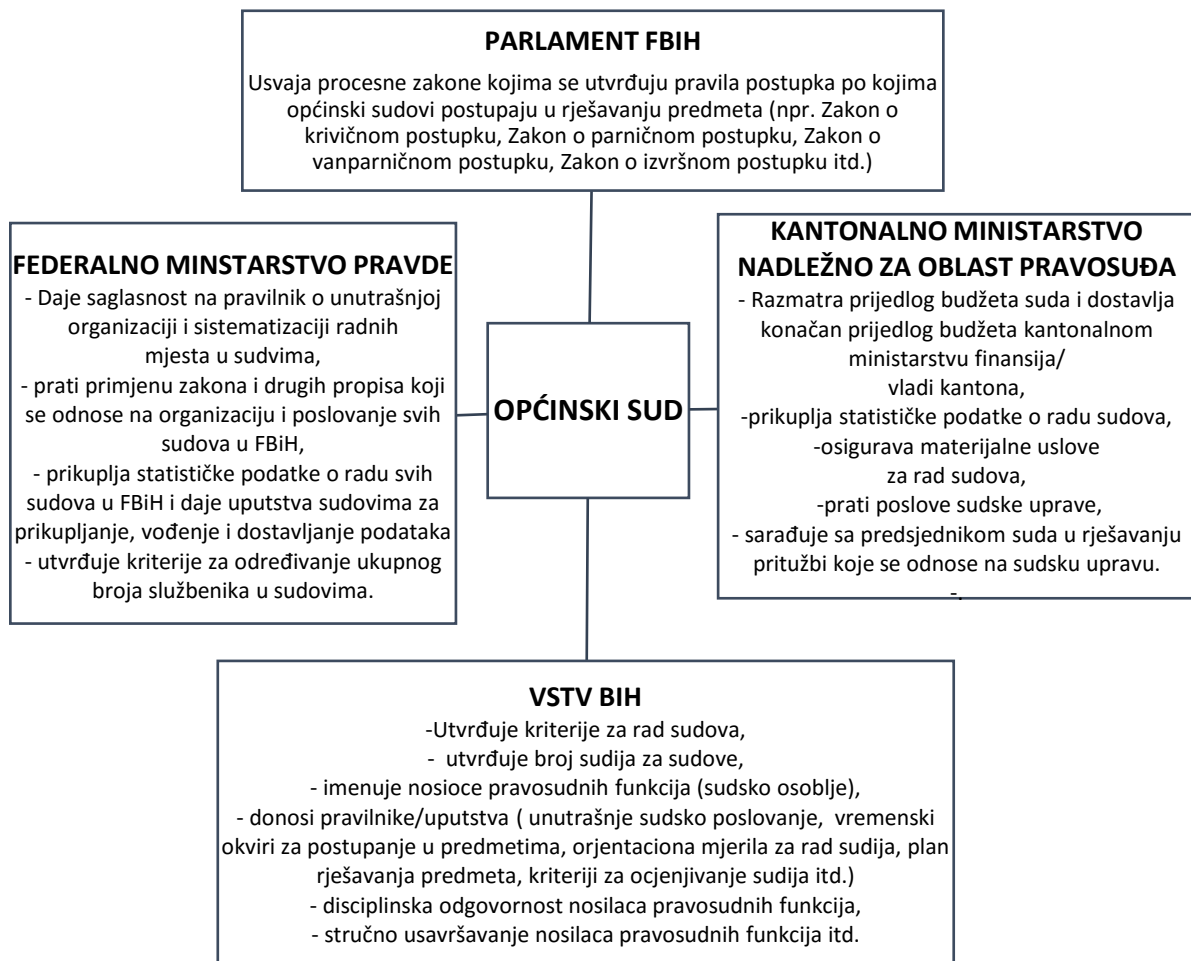 PARLAMENT FBIH
Usvaja procesne zakone kojima se utvrđuju pravila postupka po kojima
općinski sudovi postupaju u rješavanju predmeta (npr. Zakon o
krivičnom postupku, Zakon o parničnom postupku, Zakon o
vanparničnom postupku, Zakon o izvršnom postupku itd.)
FEDERALNO MINSTARSTVO PRAVDE
- Daje saglasnost na pravilnik o unutrašnjoj
organizaciji i sistematizaciji radnih
mjesta u sudvima,
- prati primjenu zakona i drugih propisa koji
se odnose na organizaciju i poslovanje svih
sudova u FBiH,
- prikuplja statističke podatke o radu svih
sudova u FBiH i daje uputstva sudovima za
prikupljanje, vođenje i dostavljanje podataka
- utvrđuje kriterije za određivanje ukupnog
broja službenika u sudovima.
OPĆINSKI SUD
KANTONALNO MINISTARSTVO
NADLEŽNO ZA OBLAST PRAVOSUĐA
- Razmatra prijedlog budžeta suda i dostavlja
konačan prijedlog budžeta kantonalnom
ministarstvu finansija/
vladi kantona,
-prikuplja statističke podatke o radu sudova,
-osigurava materijalne uslove
za rad sudova,
-prati poslove sudske uprave,
- sarađuje sa predsjednikom suda u rješavanju
pritužbi koje se odnose na sudsku upravu.
-.
VSTV BIH
-Utvrđuje kriterije za rad sudova,
- utvrđuje broj sudija za sudove,
- imenuje nosioce pravosudnih funkcija (sudsko osoblje),
- donosi pravilnike/uputstva ( unutrašnje sudsko poslovanje, vremenski
okviri za postupanje u predmetima, orjentaciona mjerila za rad sudija, plan
rješavanja predmeta, kriteriji za ocjenjivanje sudija itd.)
- disciplinska odgovornost nosilaca pravosudnih funkcija,
- stručno usavršavanje nosilaca pravosudnih funkcija itd.